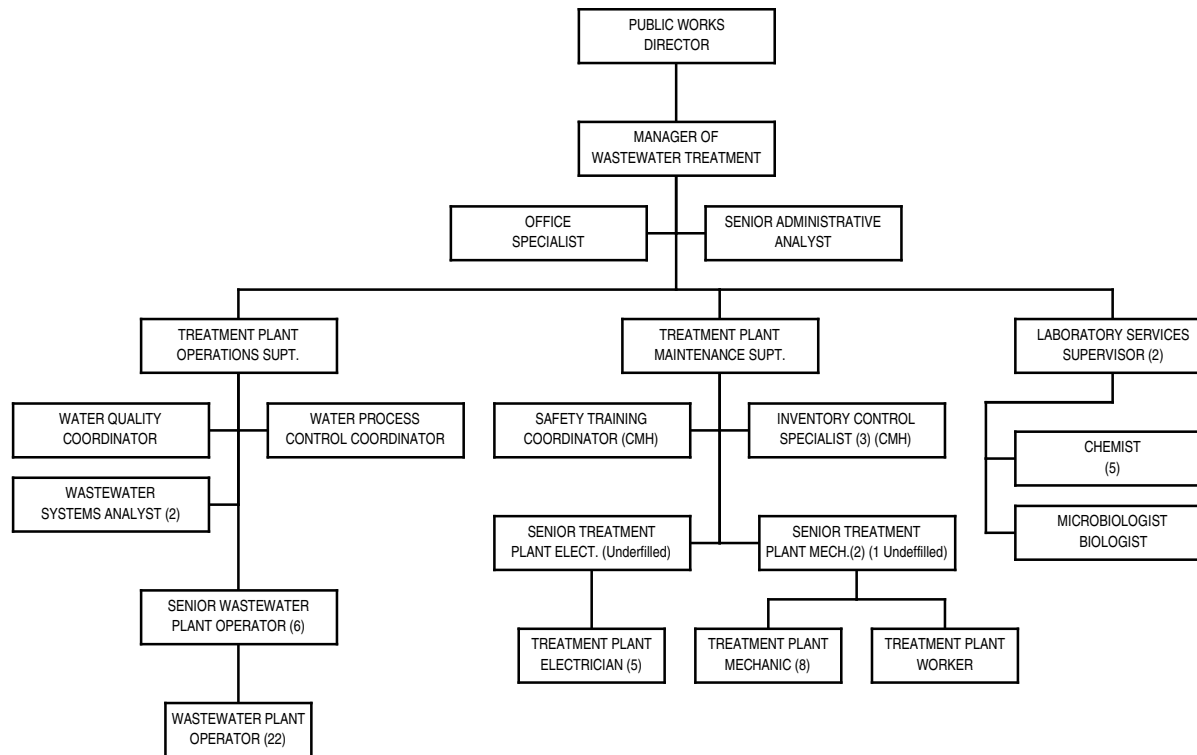 PUBLIC WORKS
DIRECTOR
MANAGER OF
WASTEWATER TREATMENT
OFFICE
SPECIALIST
SENIOR ADMINISTRATIVE
ANALYST
TREATMENT PLANT
OPERATIONS SUPT.
TREATMENT PLANT
MAINTENANCE SUPT.
LABORATORY SERVICES
SUPERVISOR (2)
WATER QUALITY
COORDINATOR
WATER PROCESS
CONTROL COORDINATOR
SAFETY TRAINING
COORDINATOR (CMH)
INVENTORY CONTROL
SPECIALIST (3) (CMH)
CHEMIST
(5)
WASTEWATER
SYSTEMS ANALYST (2)
SENIOR TREATMENT
PLANT ELECT. (Underfilled)
SENIOR TREATMENT
PLANT MECH.(2) (1 Undeffilled)
MICROBIOLOGIST
BIOLOGIST
SENIOR WASTEWATER
PLANT OPERATOR (6)
TREATMENT PLANT
ELECTRICIAN (5)
TREATMENT PLANT
MECHANIC (8)
TREATMENT PLANT
WORKER
WASTEWATER PLANT
OPERATOR (22)